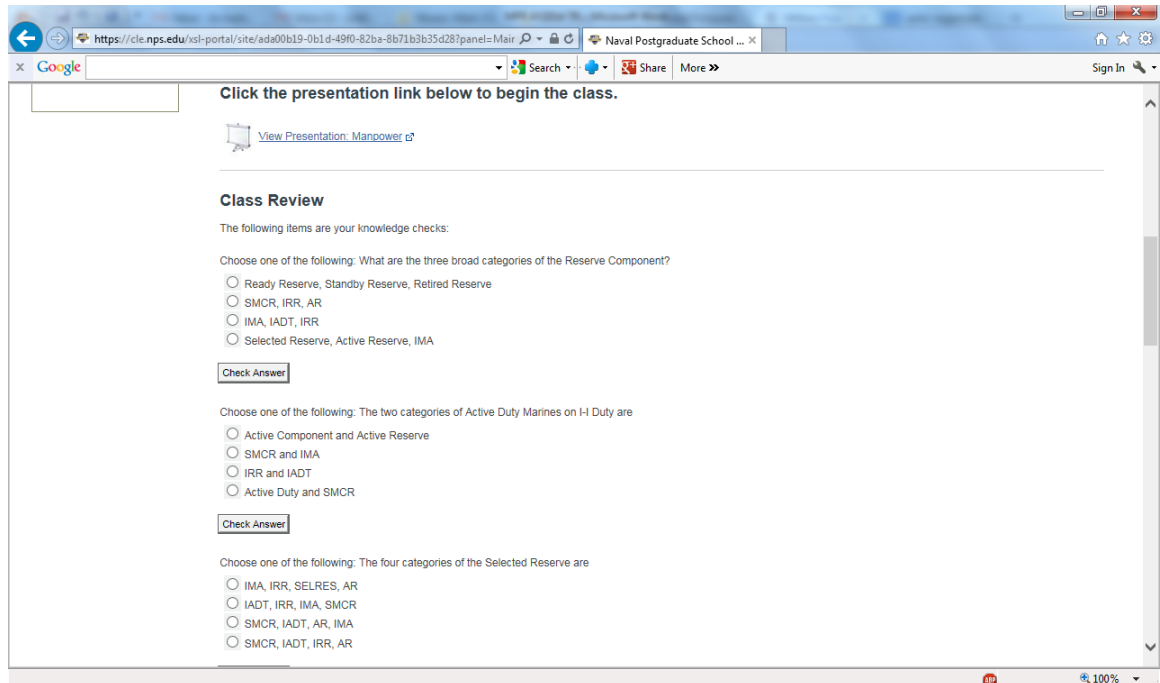 https://cle.nps.edu/xsl-portal/site/ada00b19-0b1d-49f0-82ba-8b71b3b35d28?panel=Mair
Naval Postgraduate School ...
x Google Search Share More »
Sign In
Click the presentation link below to begin the class.
View Presentation: Manpower
Class Review
The following items are your knowledge checks:
Choose one of the following: What are the three broad categories of the Reserve Component?
Ready Reserve, Standby Reserve, Retired Reserve
SMCR, IRR, AR
IMA, IADT, IRR
Selected Reserve, Active Reserve, IMA
Check Answer
Choose one of the following: The two categories of Active Duty Marines on I-I Duty are
Active Component and Active Reserve
SMCR and IMA
IRR and IADT
Active Duty and SMCR
Check Answer
Choose one of the following: The four categories of the Selected Reserve are
IMA, IRR, SELRES, AR
IADT, IRR, IMA, SMCR
SMCR, IADT, AR, IMA
SMCR, IADT, IRR, AR
ABP
100%